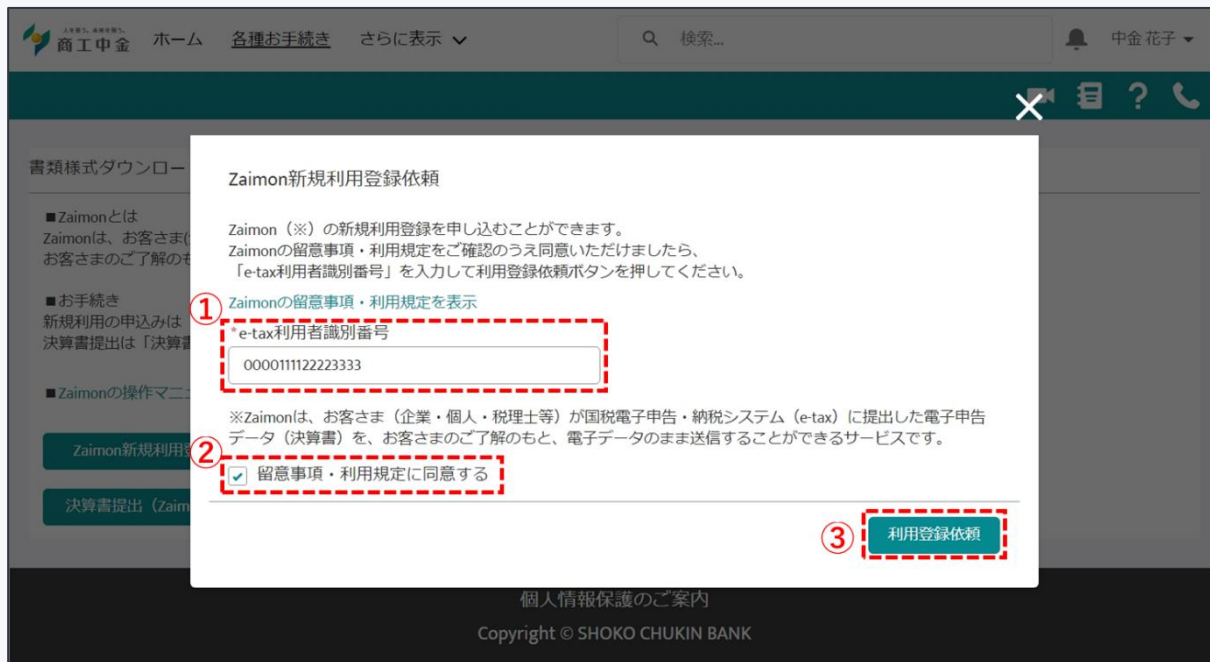 人を思う。未来を思う。
商工中金 ホーム 各種お手続き さらに表示 検索... 中金 花子
書類様式ダウンロー
■Zaimonとは
Zaimonは、お客さま(
お客さまのご了解のも
■お手続き
新規利用の申込みは
決算書提出は「決算書
■Zaimonの操作マニュ
Zaimon新規利用
決算書提出（Zaim
Zaimon新規利用登録依頼
Zaimon（※）の新規利用登録を申し込むことができます。
Zaimonの留意事項・利用規定をご確認のうえ同意いただけましたら、
「e-tax利用者識別番号」を入力して利用登録依頼ボタンを押してください。
Zaimonの留意事項・利用規定を表示
①
*e-tax利用者識別番号
0000111122223333
※Zaimonは、お客さま（企業・個人・税理士等）が国税電子申告・納税システム（e-tax）に提出した電子申告
データ（決算書）を、お客さまのご了解のもと、電子データのまま送信することができるサービスです。
②
留意事項・利用規定に同意する
③ 利用登録依頼
個人情報保護のご案内
Copyright © SHOKO CHUKIN BANK